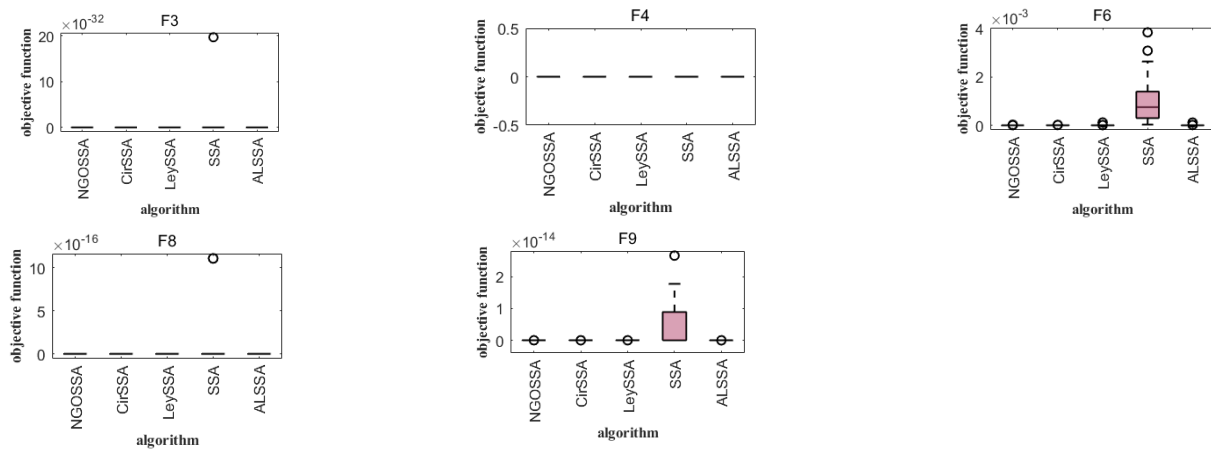 F3
×10-32
20
10
0
objective function
NGOSSA
CirSSA
LeySSA
SSA
ALSSA
algorithm
F4
0.5
0
-0.5
objective function
NGOSSA
CirSSA
LeySSA
SSA
ALSSA
algorithm
F6
×10-3
4
2
0
objective function
NGOSSA
CirSSA
LeySSA
SSA
ALSSA
algorithm
F8
×10-16
10
5
0
objective function
NGOSSA
CirSSA
LeySSA
SSA
ALSSA
algorithm
F9
×10-14
2
1
0
objective function
NGOSSA
CirSSA
LeySSA
SSA
ALSSA
algorithm